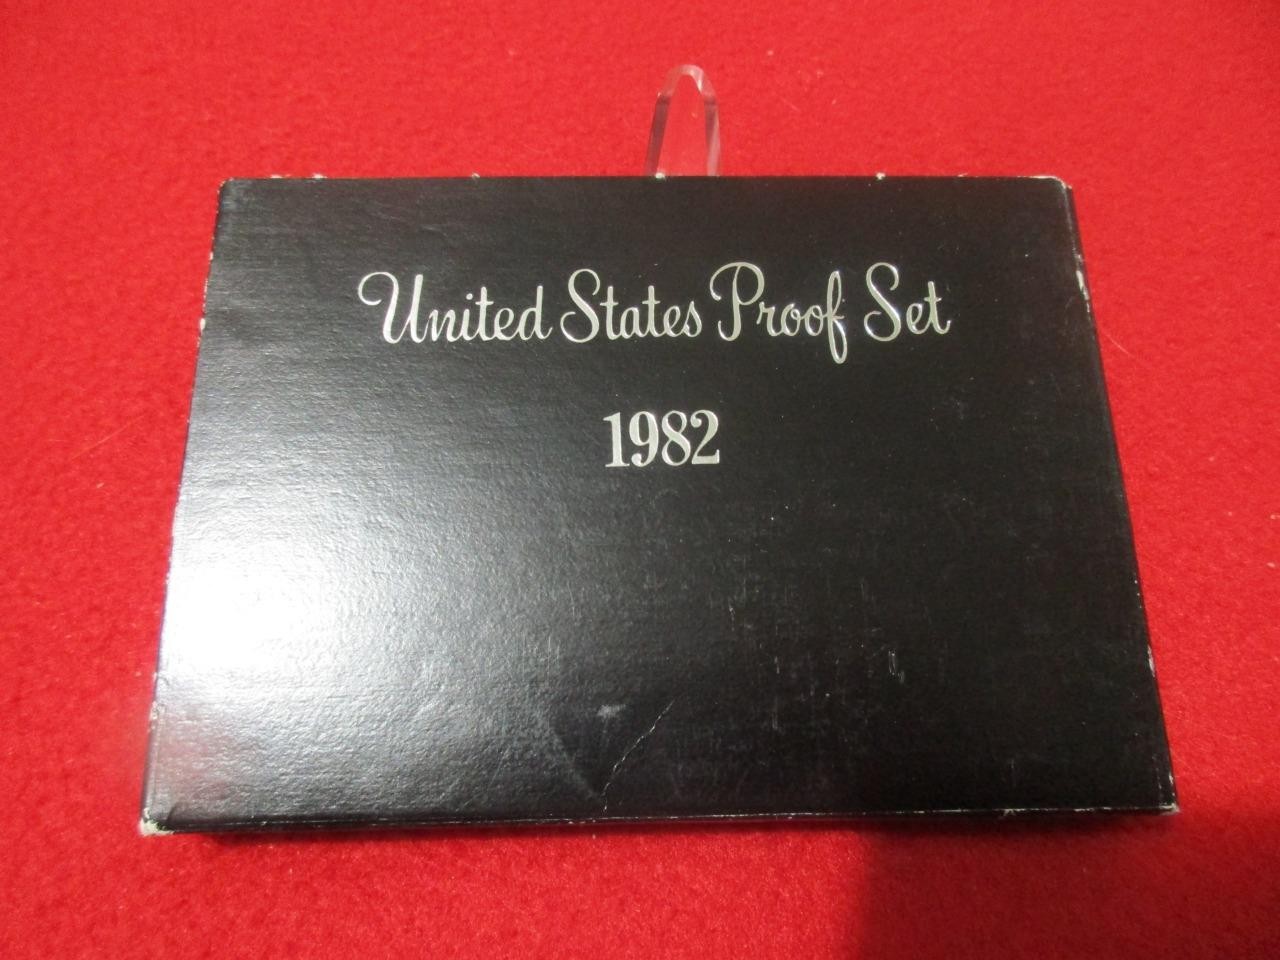 United States Proof Set
1982